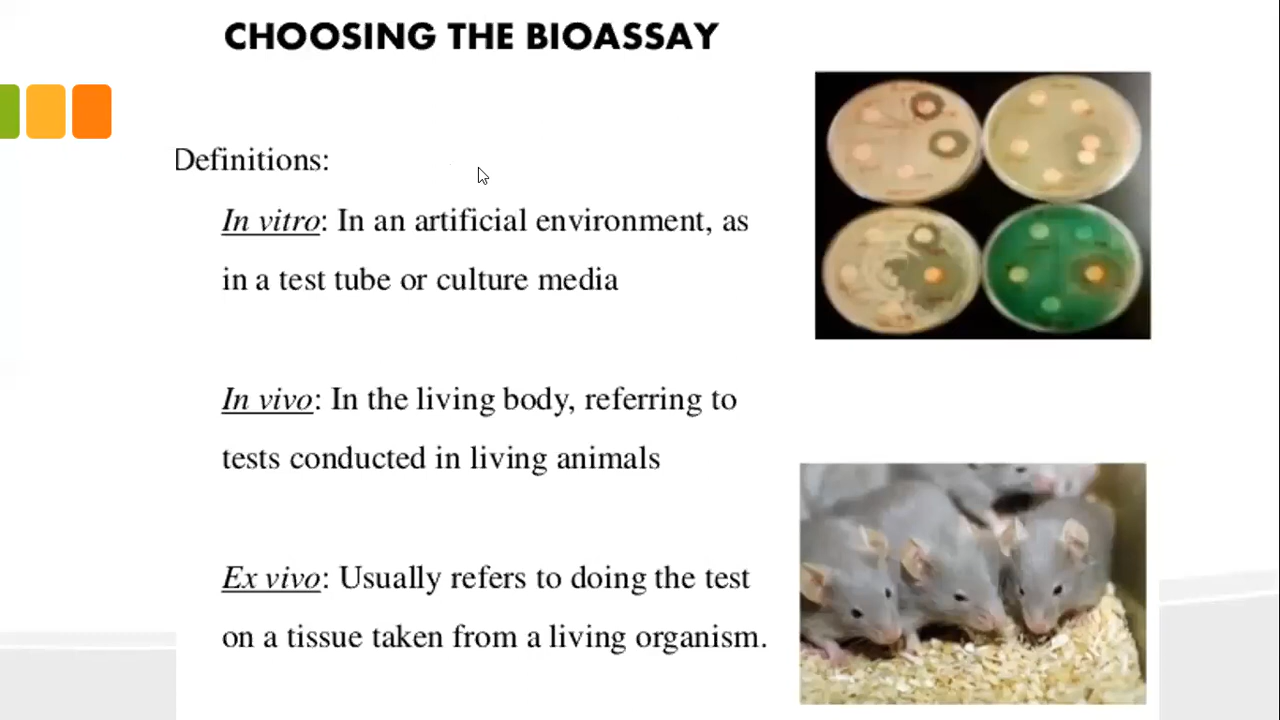 CHOOSING THE BIOASSAY
Definitions:
In vitro: In an artificial environment, as
in a test tube or culture media
In vivo: In the living body, referring to
tests conducted in living animals
Ex vivo: Usually refers to doing the test
on a tissue taken from a living organism.